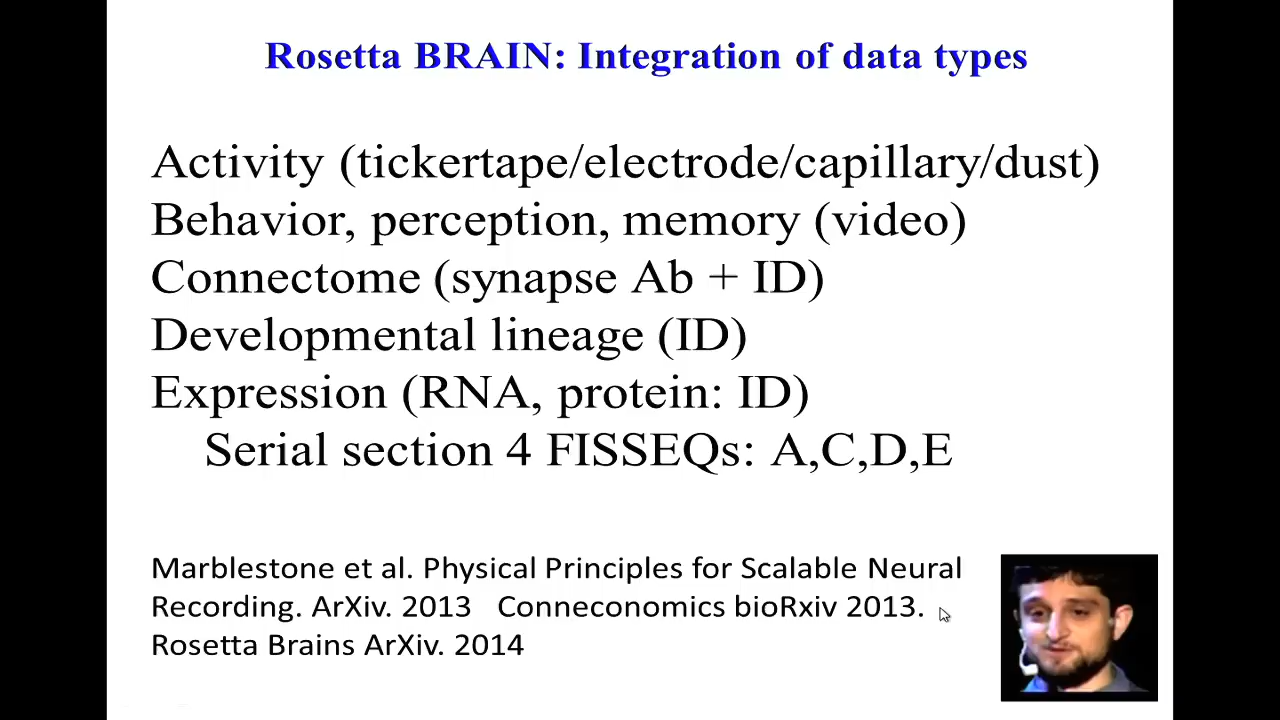 Rosetta BRAIN: Integration of data types
Activity (tickertape/electrode/capillary/dust)
Behavior, perception, memory (video)
Connectome (synapse Ab + ID)
Developmental lineage (ID)
Expression (RNA, protein: ID)
Serial section 4 FISSEQs: A,C,D,E
Marblestone et al. Physical Principles for Scalable Neural
Recording. ArXiv. 2013   Conneconomics bioRxiv 2013.
Rosetta Brains ArXiv. 2014